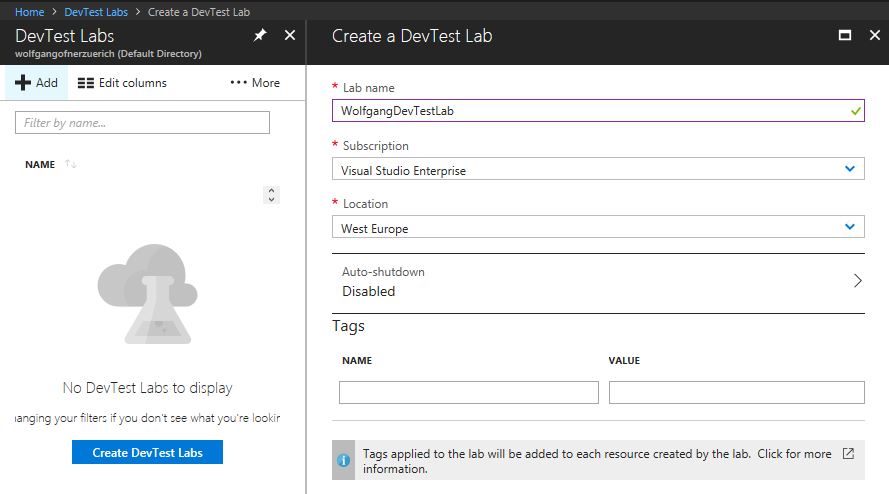 Home > DevTest Labs > Create a DevTest Lab
DevTest Labs
wolfgangofnerzuerich (Default Directory)
Add
Edit columns
More
Filter by name...
NAME
No DevTest Labs to display
anging your filters if you don't see what you're lookin
Create DevTest Labs
Create a DevTest Lab
* Lab name
WolfgangDevTestLab
* Subscription
Visual Studio Enterprise
* Location
West Europe
Auto-shutdown
Disabled
Tags
NAME
VALUE
Tags applied to the lab will be added to each resource created by the lab. Click for more
information.